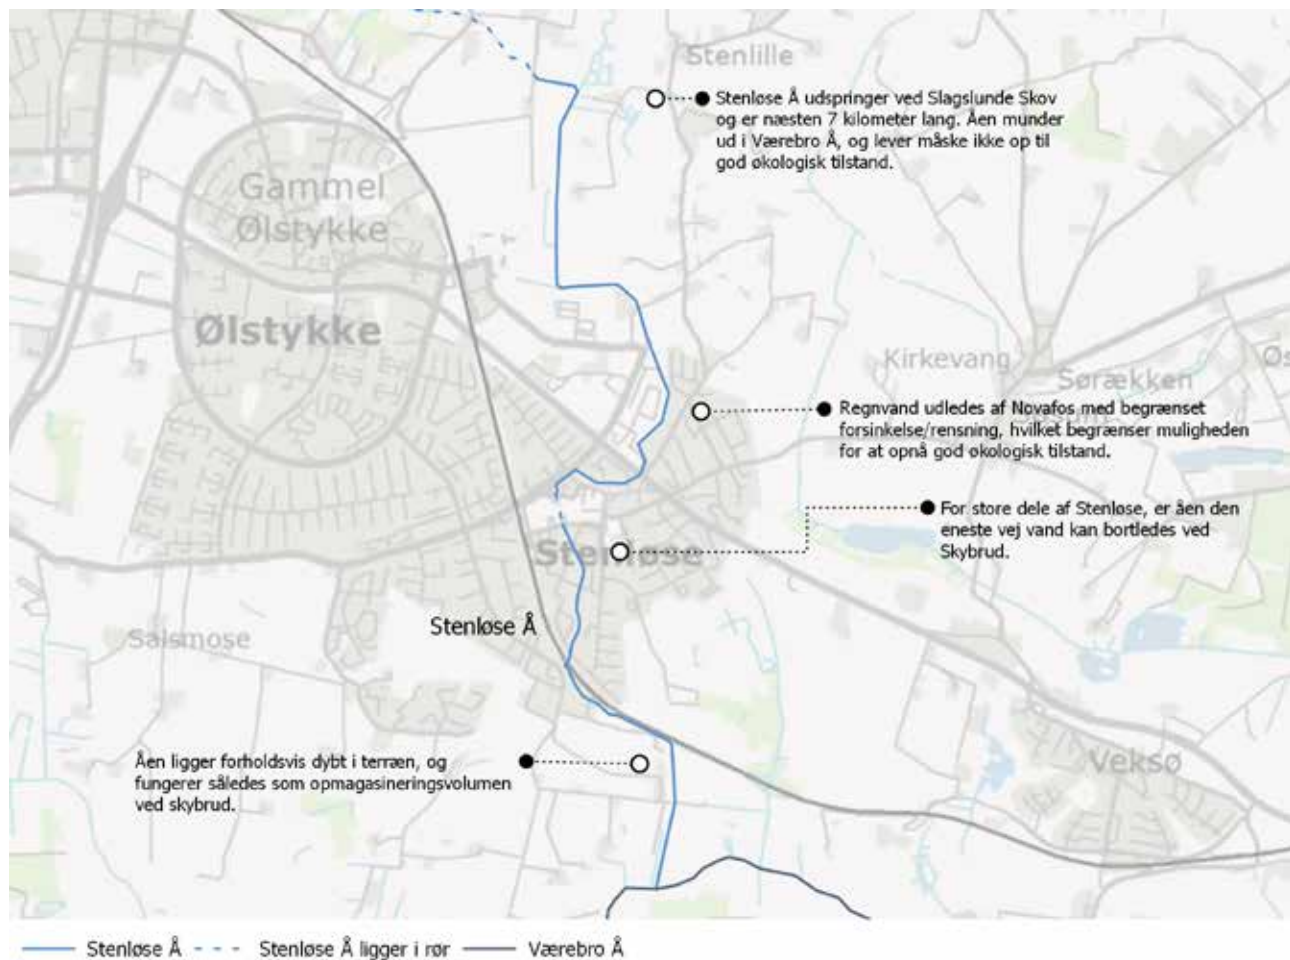 Stenlille
Stenløse Å udspringer ved Slagslunde Skov
og er næsten 7 kilometer lang. Åen munder
ud i Værebro Å, og lever måske ikke op til
god økologisk tilstand.
Gammel
Ølstykke
Ølstykke
Kirkevang
Sørækken
Regnvand udledes af Novafos med begrænset
forsinkelse/rensning, hvilket begrænser muligheden
for at opnå god økologisk tilstand.
For store dele af Stenløse, er åen den
eneste vej vand kan bortledes ved
Skybrud.
Stenløse
Stenløse Å
Salsmose
Åen ligger forholdsvis dybt i terræn, og
fungerer således som opmagasineringsvolumen
ved skybrud.
Veksø
Stenløse Å
Stenløse Å ligger i rør
Værebro Å